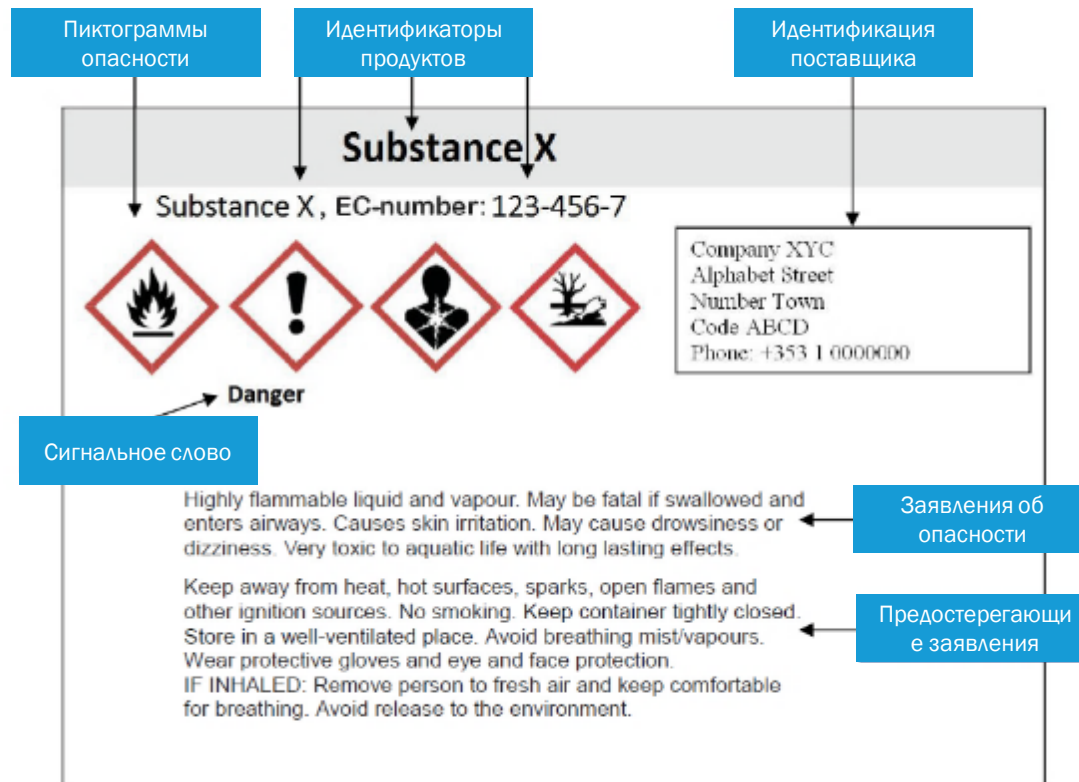 Пиктограммы
опасности
Идентификаторы
продуктов
Идентификация
поставщика
Substance X
Substance X, EC-number: 123-456-7
Company XYC
Alphabet Street
Number Town
Code ABCD
Phone: +353 1 0000000
Danger
Сигнальное слово
Highly flammable liquid and vapour. May be fatal if swallowed and
enters airways. Causes skin irritation. May cause drowsiness or
dizziness. Very toxic to aquatic life with long lasting effects.
Заявления об
опасности
Keep away from heat, hot surfaces, sparks, open flames and
other ignition sources. No smoking. Keep container tightly closed.
Store in a well-ventilated place. Avoid breathing mist/vapours.
Wear protective gloves and eye and face protection.
IF INHALED: Remove person to fresh air and keep comfortable
for breathing. Avoid release to the environment.
Предостерегающи
е заявления